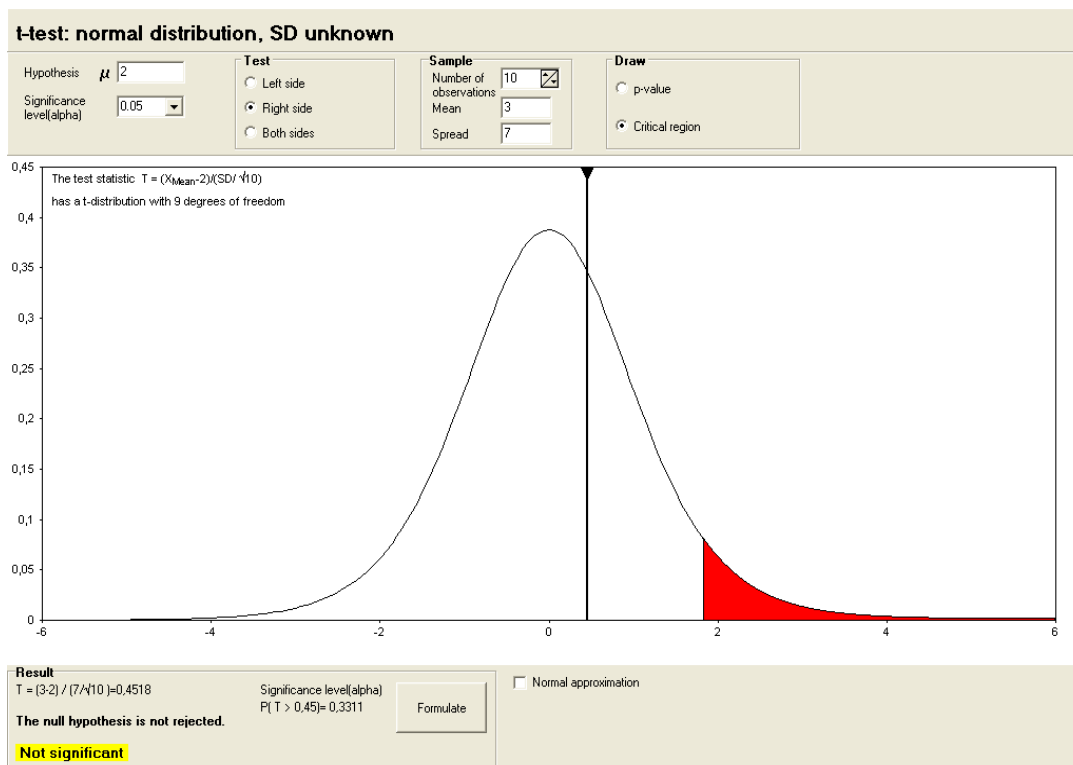 t-test: normal distribution, SD unknown
Hypothesis μ 2
Significance level(alpha) 0.05
Test
Left side
Right side
Both sides
Sample
Number of observations 10
Mean 3
Spread 7
Draw
p-value
Critical region
The test statistic T = (XMean-2)/(SD/ √10)
has a t-distribution with 9 degrees of freedom
0,45
0,4
0,35
0,3
0,25
0,2
0,15
0,1
0,05
0
-6 -4 -2 0 2 4 6
Result
T = (3-2) / (7/√10 )=0,4518
The null hypothesis is not rejected.
Not significant
Significance level(alpha)
P( T > 0,45)= 0,3311
Formulate
Normal approximation